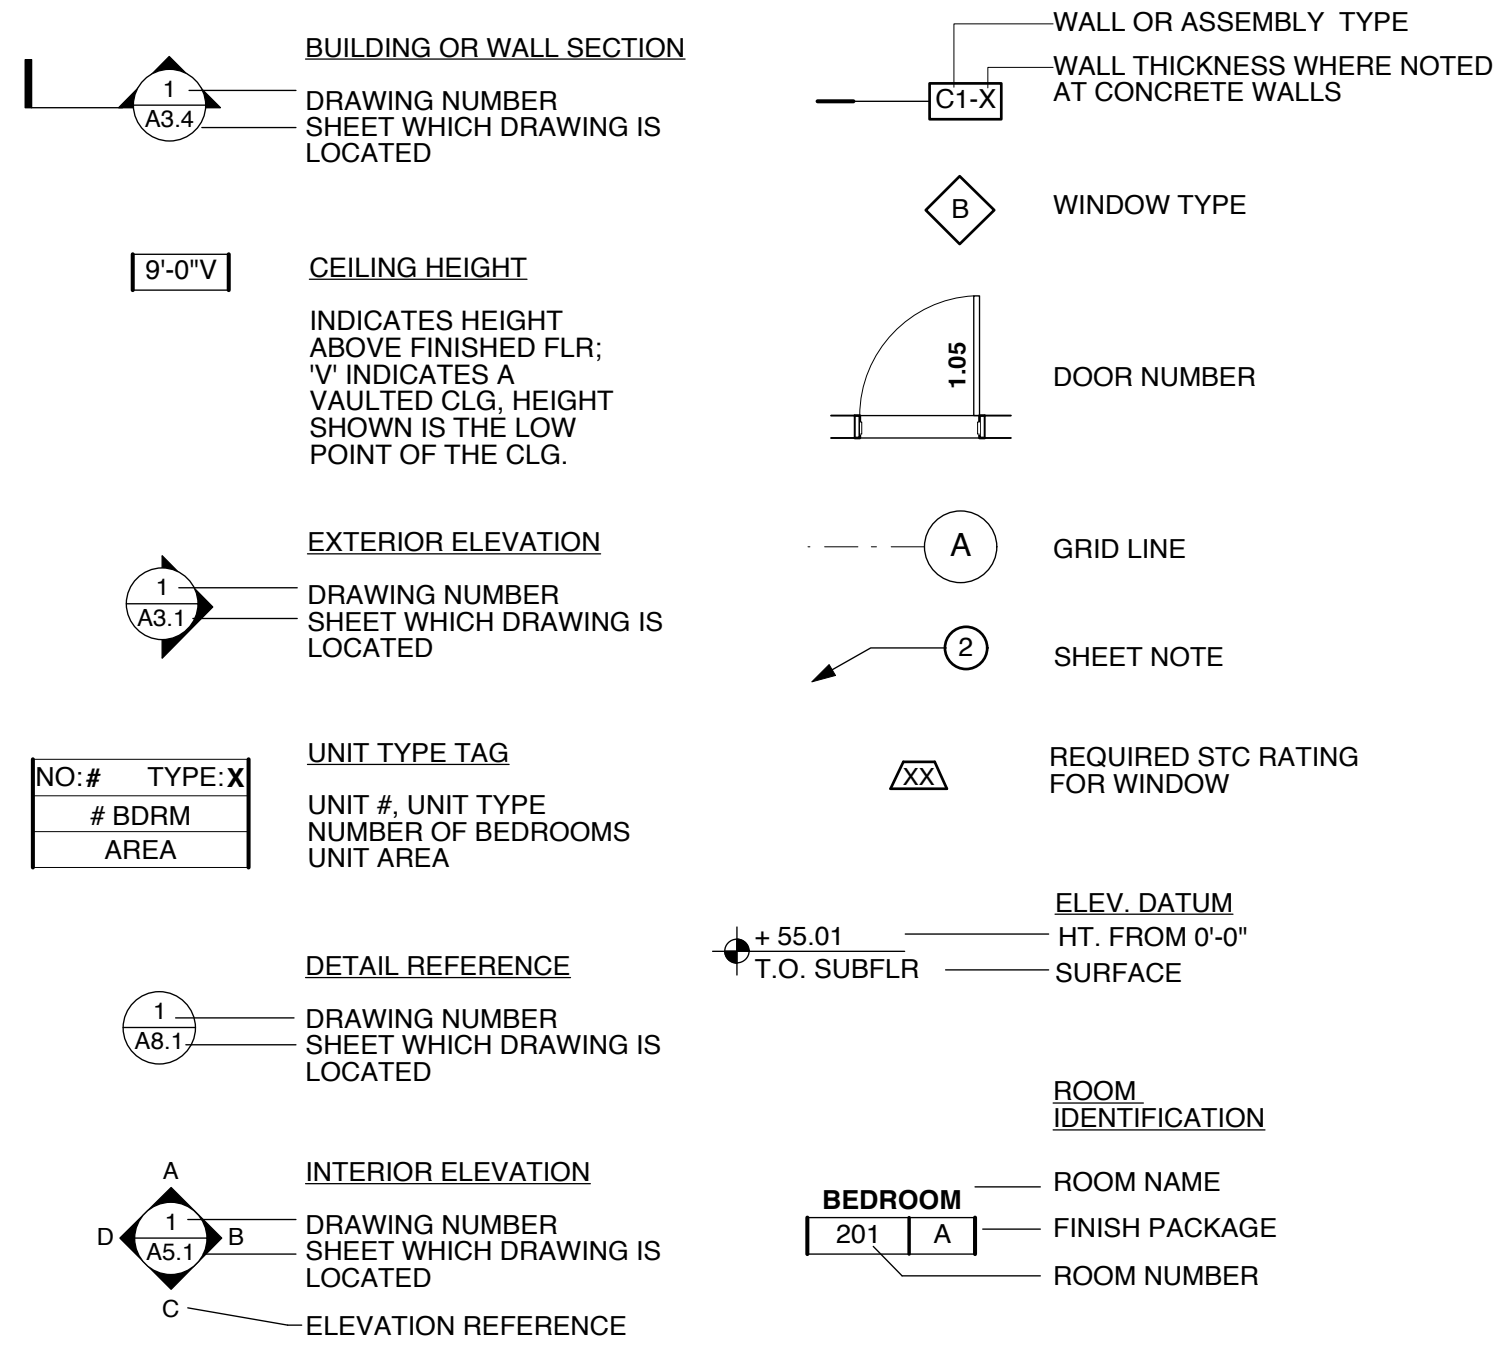 BUILDING OR WALL SECTION
1
A3.4
DRAWING NUMBER
SHEET WHICH DRAWING IS
LOCATED
9'-0"V
CEILING HEIGHT
INDICATES HEIGHT
ABOVE FINISHED FLR;
'V' INDICATES A
VAULTED CLG, HEIGHT
SHOWN IS THE LOW
POINT OF THE CLG.
EXTERIOR ELEVATION
1
A3.1
DRAWING NUMBER
SHEET WHICH DRAWING IS
LOCATED
NO:# TYPE:X
# BDRM
AREA
UNIT TYPE TAG
UNIT #, UNIT TYPE
NUMBER OF BEDROOMS
UNIT AREA
DETAIL REFERENCE
1
A8.1
DRAWING NUMBER
SHEET WHICH DRAWING IS
LOCATED
INTERIOR ELEVATION
A
D
1
A5.1
B
C
DRAWING NUMBER
SHEET WHICH DRAWING IS
LOCATED
ELEVATION REFERENCE
WALL OR ASSEMBLY TYPE
WALL THICKNESS WHERE NOTED
AT CONCRETE WALLS
C1-X
B
WINDOW TYPE
1.05
DOOR NUMBER
A
GRID LINE
2
SHEET NOTE
XX
REQUIRED STC RATING
FOR WINDOW
ELEV. DATUM
+ 55.01
HT. FROM 0'-0"
T.O. SUBFLR
SURFACE
ROOM
IDENTIFICATION
BEDROOM
201 A
ROOM NAME
FINISH PACKAGE
ROOM NUMBER